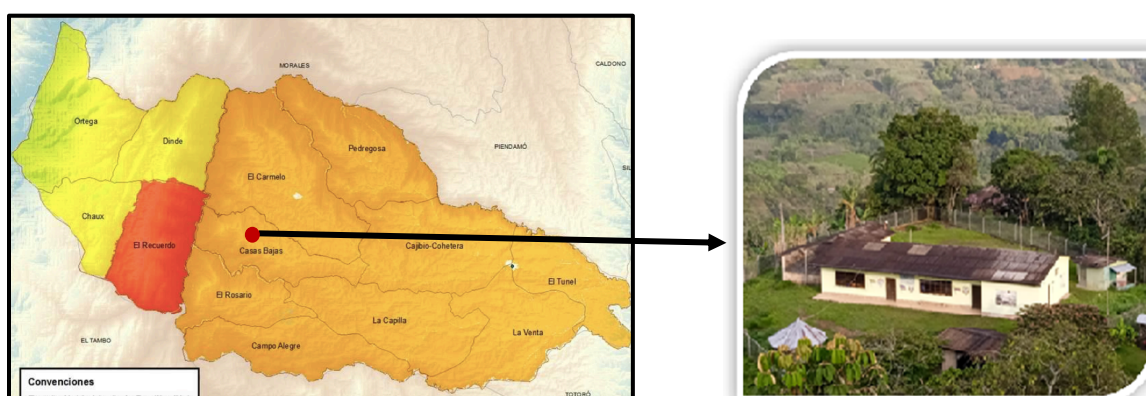 MORALES
CALDONO
Ortega
Dinde
Pedregosa
PIENDAMÓ
El Carmelo
Chaux
El Recuerdo
Casas Bajas
Cajibio-Cohetera
El Tunel
El Rosario
La Capilla
La Venta
EL TAMBO
Campo Alegre
Convenciones
TOTORÓ